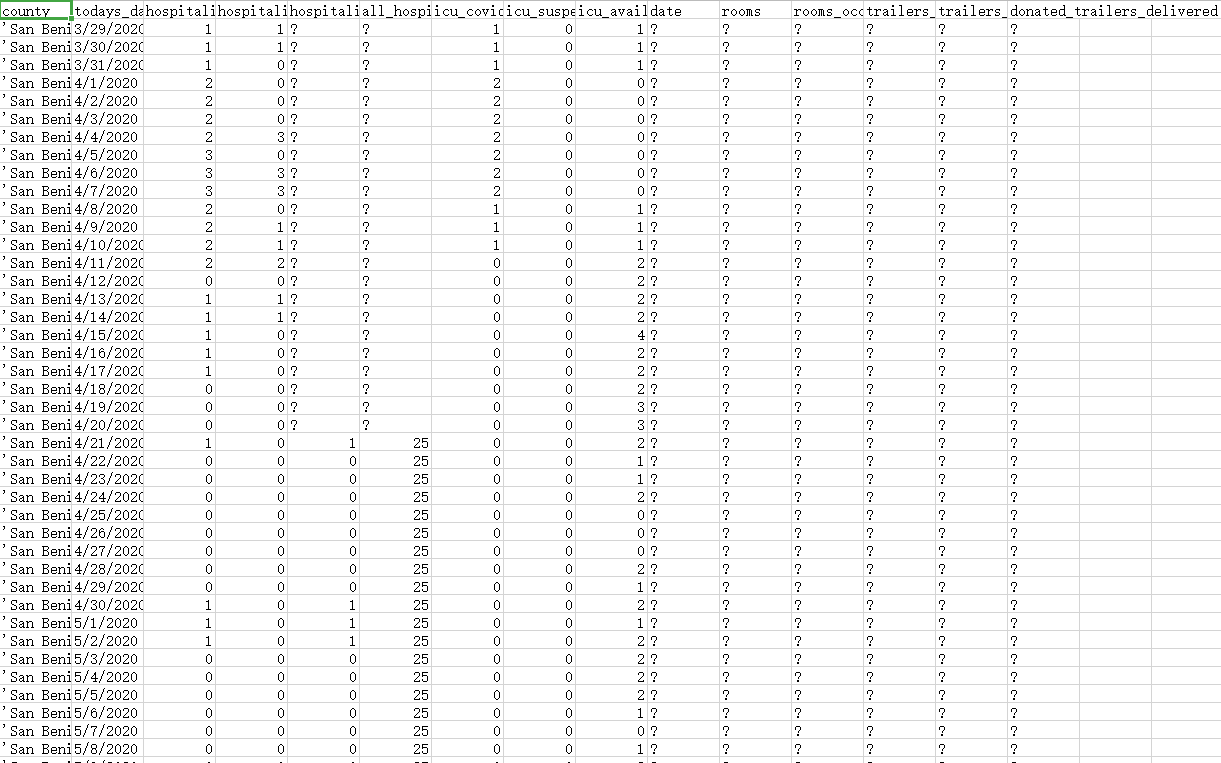 county todays_da hospitali hospitali hospitali all_hospi icu_covid icu_suspe icu_avail date rooms rooms_occ trailers_ trailers_ donated_trailers_delivered
'San Beni 3/29/2020 1 1 ? ? 1 0 1 ? ? ? ? ? ?
'San Beni 3/30/2020 1 1 ? ? 1 0 1 ? ? ? ? ? ?
'San Beni 3/31/2020 1 0 ? ? 1 0 1 ? ? ? ? ? ?
'San Beni 4/1/2020 2 0 ? ? 2 0 0 ? ? ? ? ? ?
'San Beni 4/2/2020 2 0 ? ? 2 0 0 ? ? ? ? ? ?
'San Beni 4/3/2020 2 0 ? ? 2 0 0 ? ? ? ? ? ?
'San Beni 4/4/2020 2 3 ? ? 2 0 0 ? ? ? ? ? ?
'San Beni 4/5/2020 3 0 ? ? 2 0 0 ? ? ? ? ? ?
'San Beni 4/6/2020 3 3 ? ? 2 0 0 ? ? ? ? ? ?
'San Beni 4/7/2020 3 3 ? ? 2 0 0 ? ? ? ? ? ?
'San Beni 4/8/2020 2 0 ? ? 1 0 1 ? ? ? ? ? ?
'San Beni 4/9/2020 2 1 ? ? 1 0 1 ? ? ? ? ? ?
'San Beni 4/10/2020 2 1 ? ? 1 0 1 ? ? ? ? ? ?
'San Beni 4/11/2020 2 2 ? ? 0 0 2 ? ? ? ? ? ?
'San Beni 4/12/2020 0 0 ? ? 0 0 2 ? ? ? ? ? ?
'San Beni 4/13/2020 1 1 ? ? 0 0 2 ? ? ? ? ? ?
'San Beni 4/14/2020 1 1 ? ? 0 0 2 ? ? ? ? ? ?
'San Beni 4/15/2020 1 0 ? ? 0 0 4 ? ? ? ? ? ?
'San Beni 4/16/2020 1 0 ? ? 0 0 2 ? ? ? ? ? ?
'San Beni 4/17/2020 1 0 ? ? 0 0 2 ? ? ? ? ? ?
'San Beni 4/18/2020 0 0 ? ? 0 0 2 ? ? ? ? ? ?
'San Beni 4/19/2020 0 0 ? ? 0 0 3 ? ? ? ? ? ?
'San Beni 4/20/2020 0 0 ? ? 0 0 3 ? ? ? ? ? ?
'San Beni 4/21/2020 1 0 1 25 0 0 2 ? ? ? ? ? ?
'San Beni 4/22/2020 0 0 0 25 0 0 1 ? ? ? ? ? ?
'San Beni 4/23/2020 0 0 0 25 0 0 1 ? ? ? ? ? ?
'San Beni 4/24/2020 0 0 0 25 0 0 2 ? ? ? ? ? ?
'San Beni 4/25/2020 0 0 0 25 0 0 0 ? ? ? ? ? ?
'San Beni 4/26/2020 0 0 0 25 0 0 0 ? ? ? ? ? ?
'San Beni 4/27/2020 0 0 0 25 0 0 0 ? ? ? ? ? ?
'San Beni 4/28/2020 0 0 0 25 0 0 2 ? ? ? ? ? ?
'San Beni 4/29/2020 0 0 0 25 0 0 1 ? ? ? ? ? ?
'San Beni 4/30/2020 1 0 1 25 0 0 2 ? ? ? ? ? ?
'San Beni 5/1/2020 1 0 1 25 0 0 1 ? ? ? ? ? ?
'San Beni 5/2/2020 1 0 1 25 0 0 2 ? ? ? ? ? ?
'San Beni 5/3/2020 0 0 0 25 0 0 2 ? ? ? ? ? ?
'San Beni 5/4/2020 0 0 0 25 0 0 2 ? ? ? ? ? ?
'San Beni 5/5/2020 0 0 0 25 0 0 2 ? ? ? ? ? ?
'San Beni 5/6/2020 0 0 0 25 0 0 1 ? ? ? ? ? ?
'San Beni 5/7/2020 0 0 0 25 0 0 0 ? ? ? ? ? ?
'San Beni 5/8/2020 0 0 0 25 0 0 1 ? ? ? ? ? ?